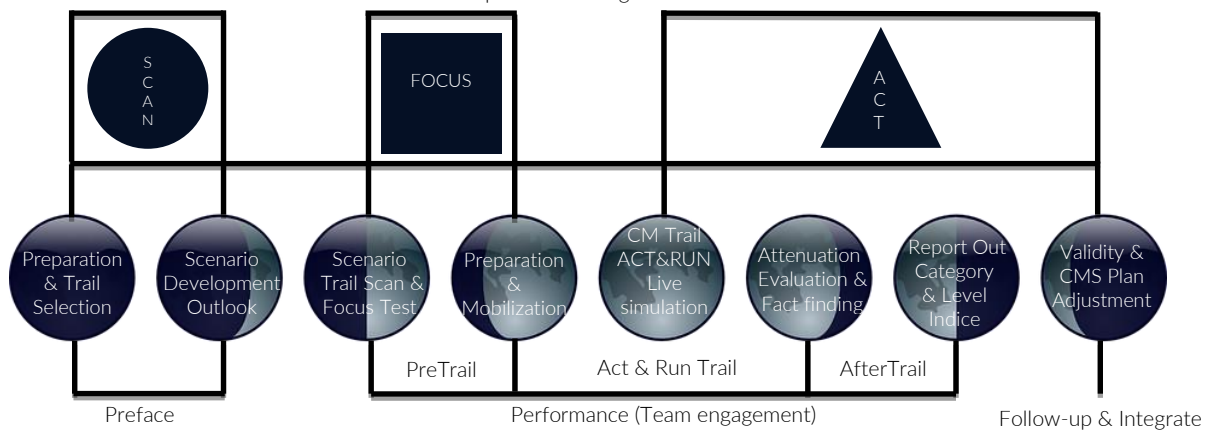 S
C
A
N
FOCUS
A
C
T
Preparation
& Trail
Selection
Scenario
Development
Outlook
Scenario
Trail Scan &
Focus Test
Preparation
&
Mobilization
CM Trail
ACT&RUN
Live
simulation
Attenuation
Evaluation &
Fact finding
Report Out
Category
& Level
Indice
Validity &
CMS Plan
Adjustment
PreTrail
Act & Run Trail
AfterTrail
Preface
Performance (Team engagement)
Follow-up & Integrate